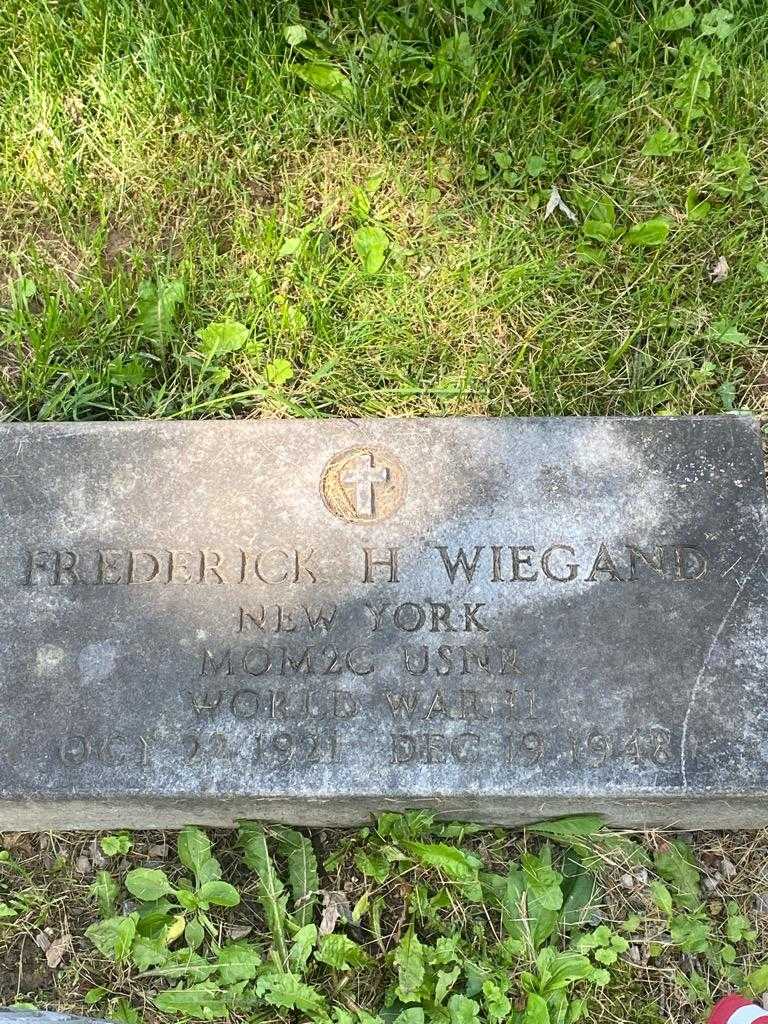 FREDERICK H WIEGAND
NEW YORK
MOM2C USNR
WORLD WAR II
OCT 22 1921 DEC 19 1948